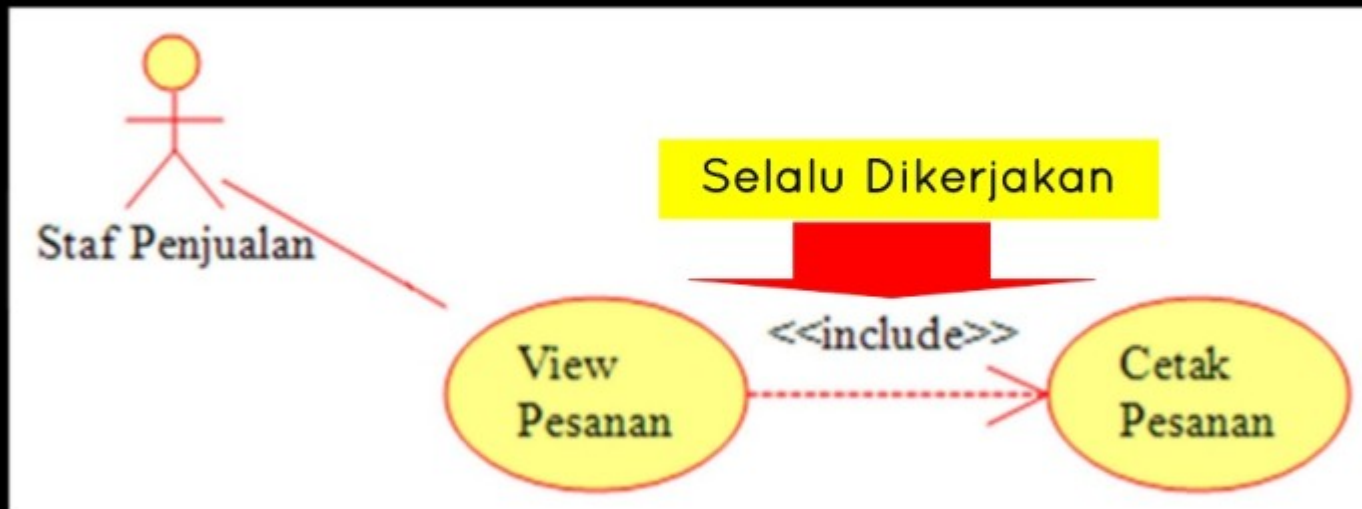 Selalu Dikerjakan
Staf Penjualan
<<include>>
View
Pesanan
Cetak
Pesanan